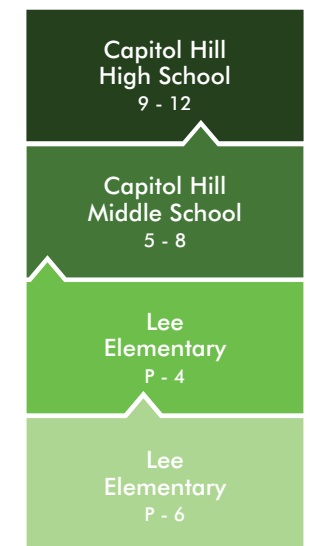 Capitol Hill
High School
9 - 12
Capitol Hill
Middle School
5 - 8
Lee
Elementary
P - 4
Lee
Elementary
P - 6